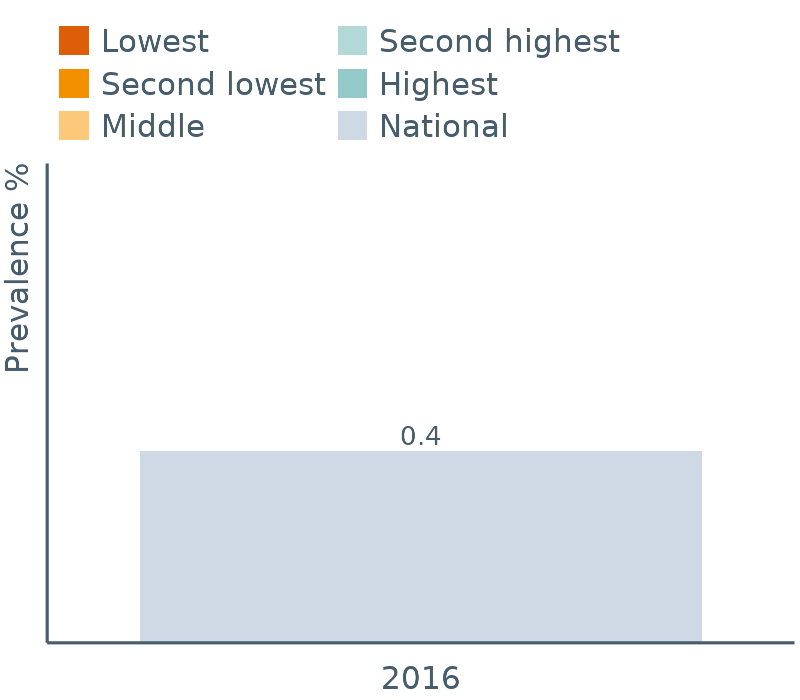 Lowest
Second lowest
Middle
Second highest
Highest
National
Prevalence %
0.4
2016